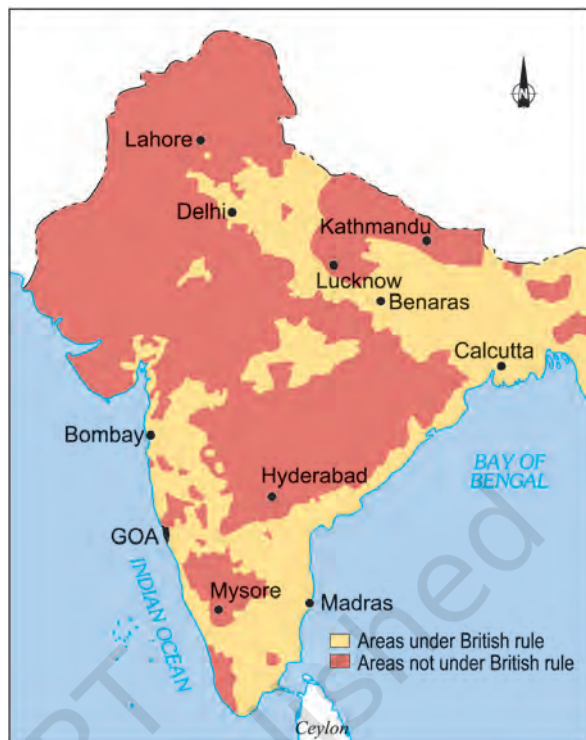 N
Lahore
Delhi
Kathmandu
Lucknow
Benaras
Calcutta
Bombay
BAY OF
BENGAL
Hyderabad
GOA
INDIAN OCEAN
Mysore
Madras
Areas under British rule
Areas not under British rule
Ceylon